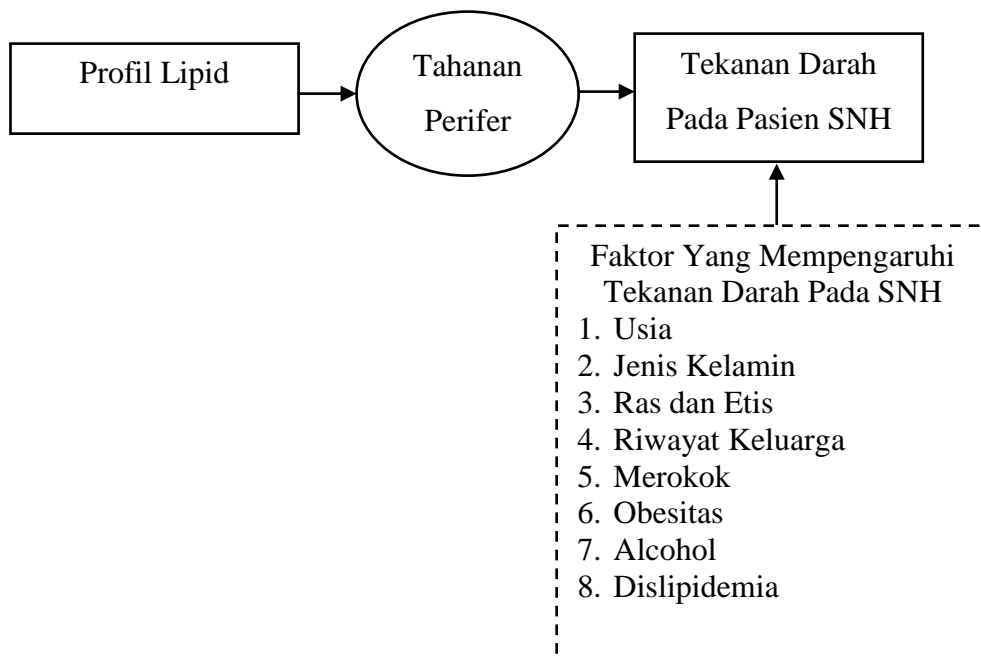 Profil Lipid
Tahanan
Perifer
Tekanan Darah
Pada Pasien SNH
Faktor Yang Mempengaruhi
Tekanan Darah Pada SNH
1. Usia
2. Jenis Kelamin
3. Ras dan Etis
4. Riwayat Keluarga
5. Merokok
6. Obesitas
7. Alcohol
8. Dislipidemia